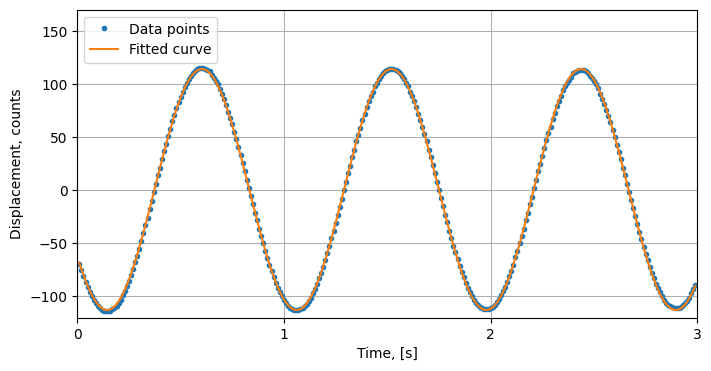 Data points
Fitted curve
150
100
50
0
−50
−100
Displacement, counts
0
1
2
3
Time, [s]